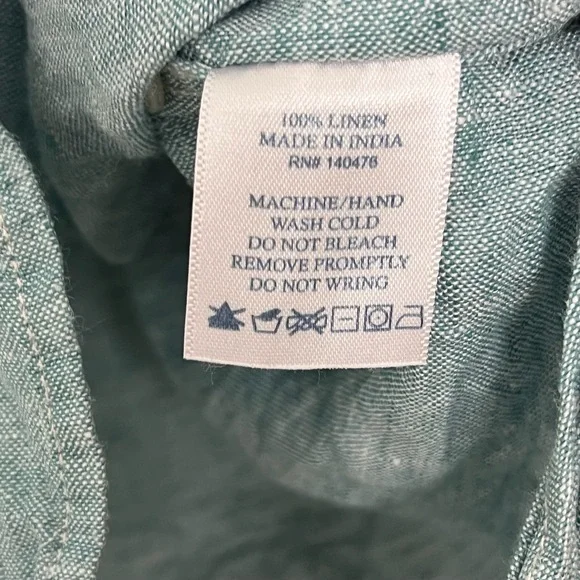 100% LINEN
MADE IN INDIA
RN# 140476
MACHINE/HAND
WASH COLD
DO NOT BLEACH
REMOVE PROMPTLY
DO NOT WRING